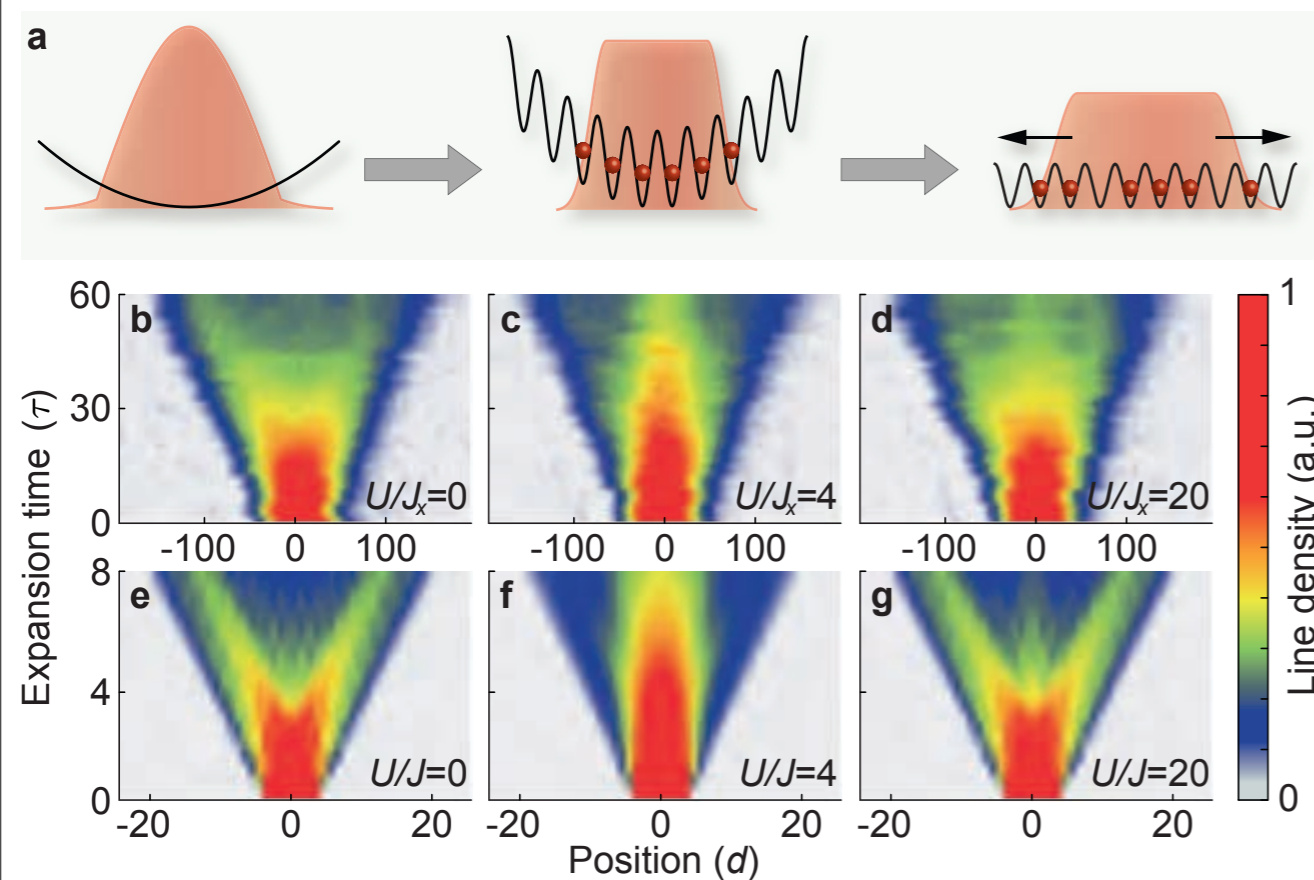 a
60
30
0
Expansion time (τ)
b
U/Jx=0
c
U/Jx=4
d
U/Jx=20
-100 0 100
-100 0 100
-100 0 100
8
4
0
e
U/J=0
f
U/J=4
g
U/J=20
-20 0 20
-20 0 20
-20 0 20
Position (d)
1
0
Line density (a.u.)